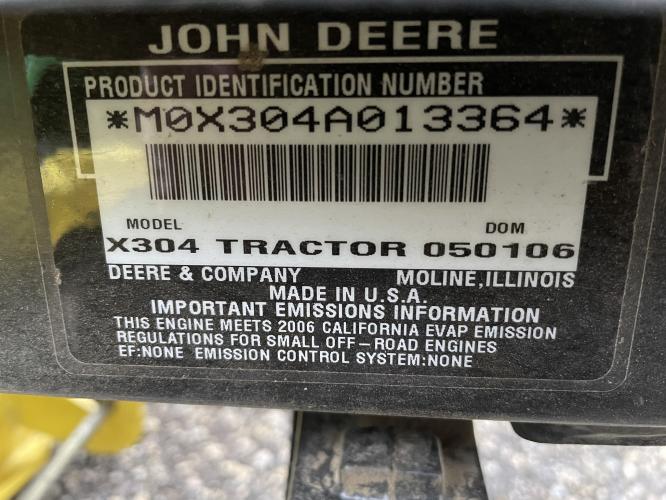 JOHN DEERE
PRODUCT IDENTIFICATION NUMBER
*M0X304A013364*
MODEL DOM
X304 TRACTOR 050106
DEERE & COMPANY MOLINE, ILLINOIS
MADE IN U.S.A.
IMPORTANT EMISSIONS INFORMATION
THIS ENGINE MEETS 2006 CALIFORNIA EVAP EMISSION
REGULATIONS FOR SMALL OFF-ROAD ENGINES
EF:NONE EMISSION CONTROL SYSTEM:NONE